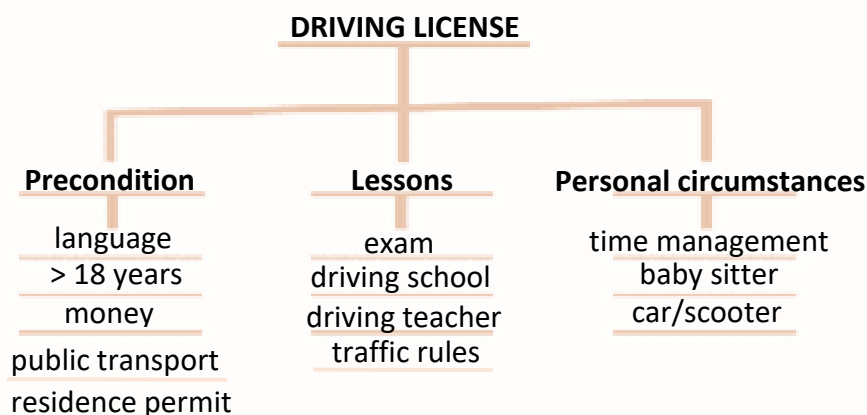 DRIVING LICENSE
Precondition
language
> 18 years
money
public transport
residence permit
Lessons
exam
driving school
driving teacher
traffic rules
Personal circumstances
time management
baby sitter
car/scooter